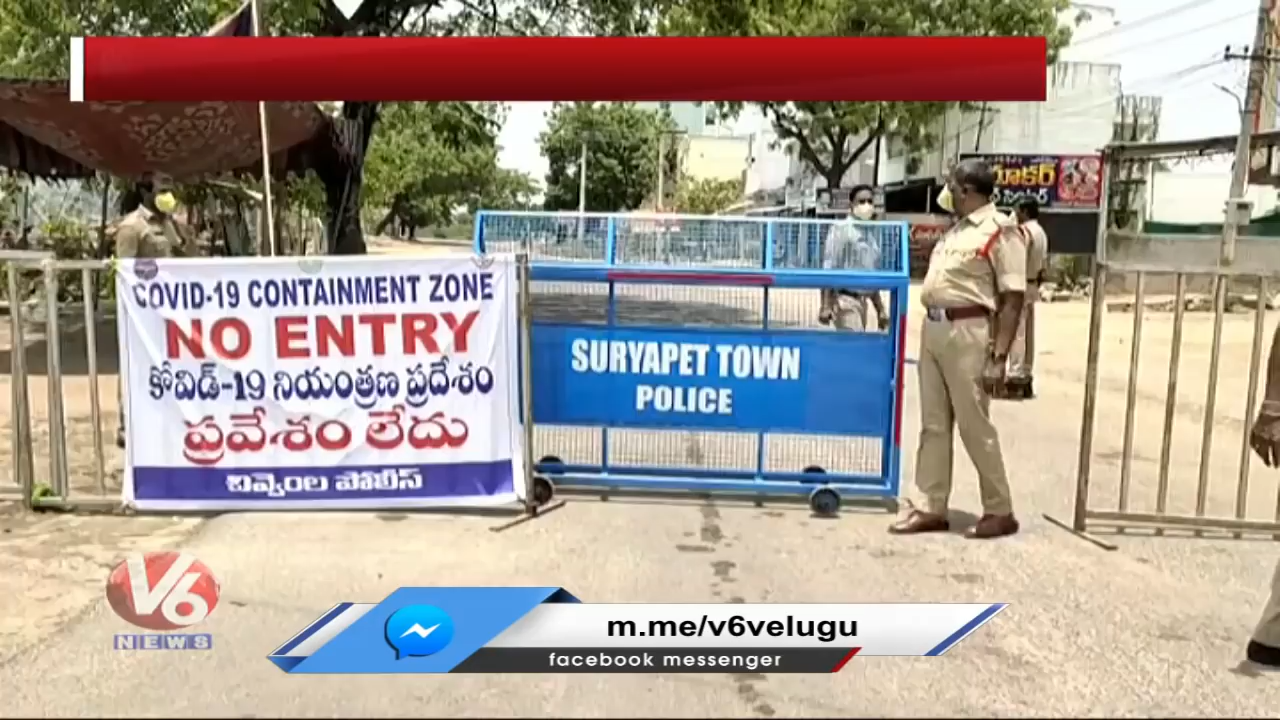 COVID-19 CONTAINMENT ZONE
NO ENTRY
కోవిడ్-19 నియంత్రణ ప్రదేశం
ప్రవేశం లేదు
చివ్వెంల పోలీస్
SURYAPET TOWN
POLICE
V6
NEWS
m.me/v6velugu
facebook messenger